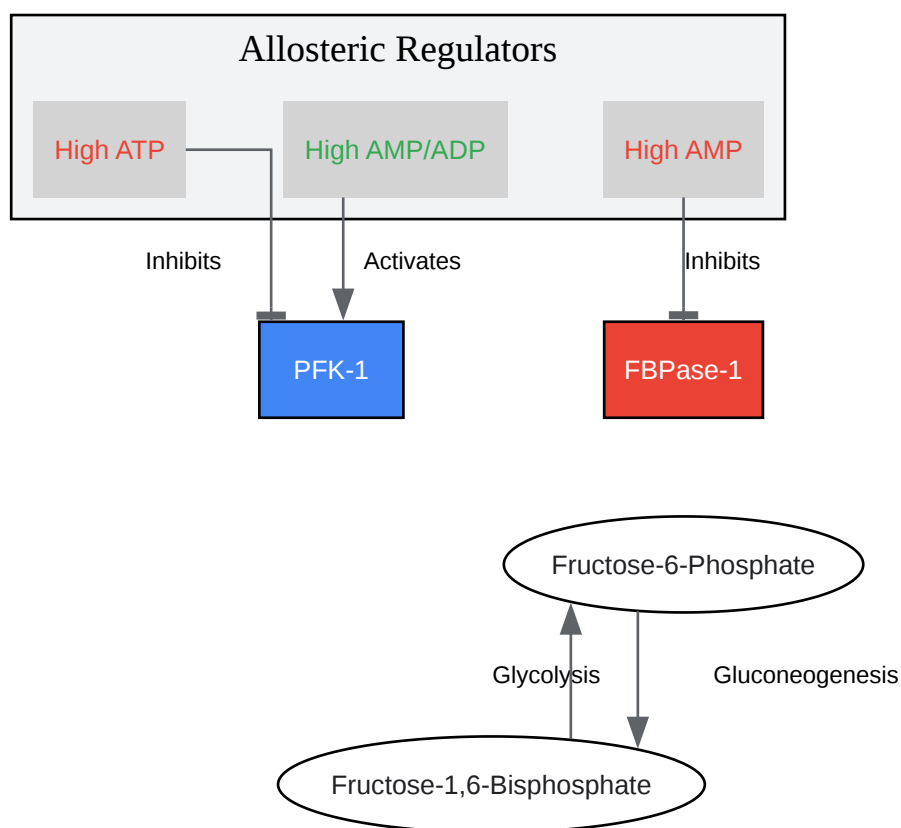 Allosteric Regulators
High ATP
High AMP/ADP
High AMP
Inhibits
Activates
Inhibits
PFK-1
FBPase-1
Fructose-6-Phosphate
Glycolysis
Gluconeogenesis
Fructose-1,6-Bisphosphate